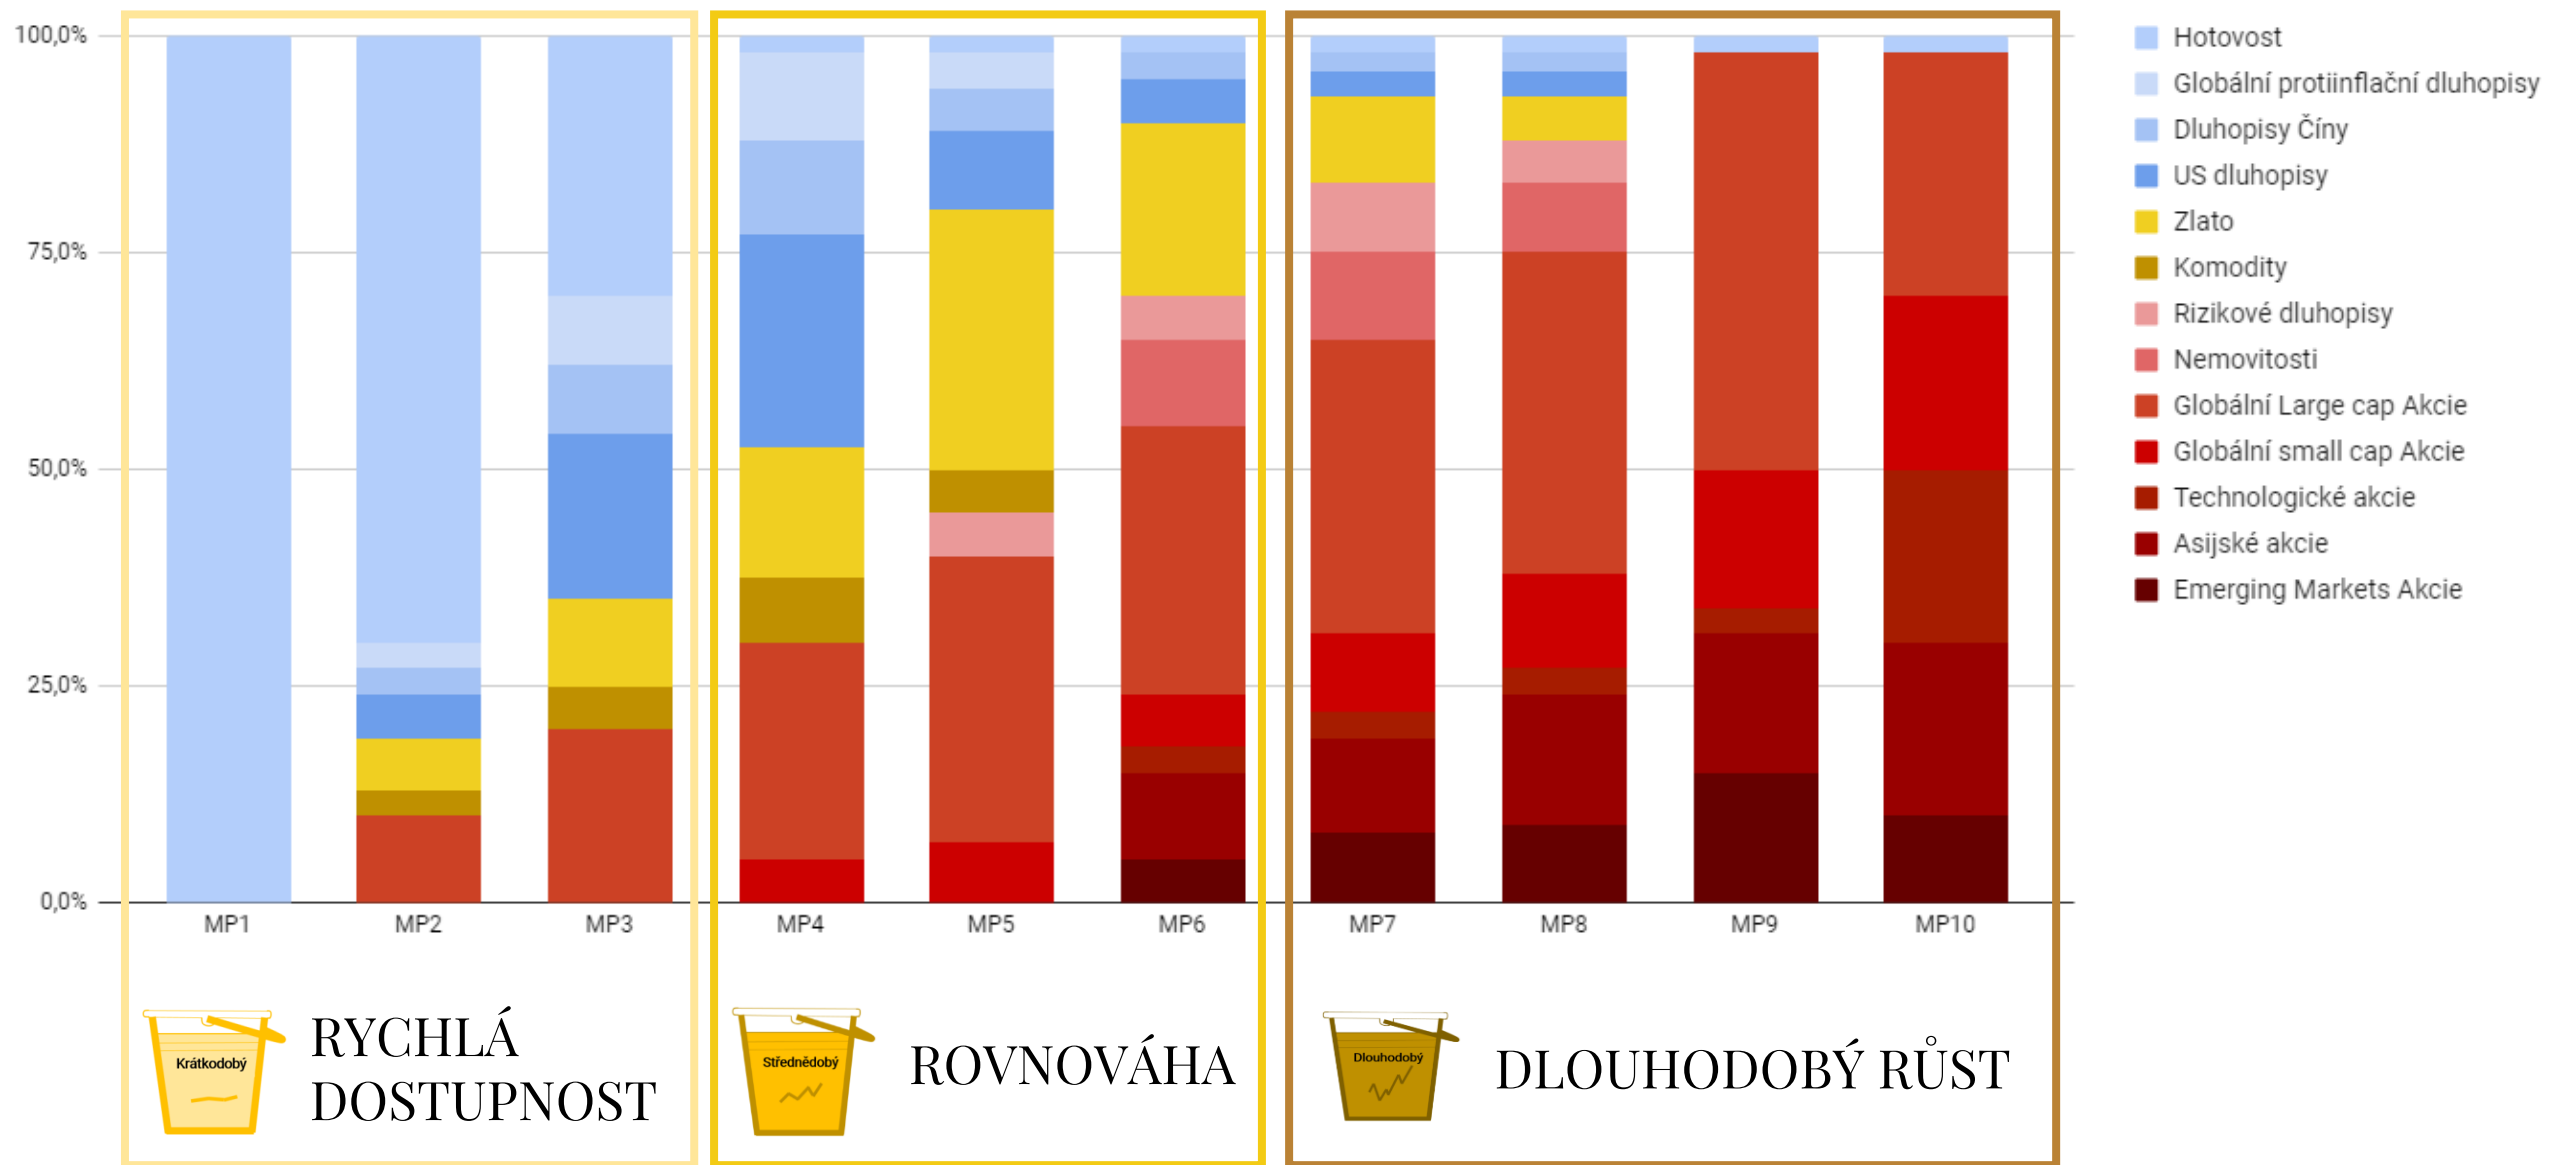 100,0%
75,0%
50,0%
25,0%
0,0%
MP1
MP2
MP3
MP4
MP5
MP6
MP7
MP8
MP9
MP10
Hotovost
Globální protiinflační dluhopisy
Dluhopisy Číny
US dluhopisy
Zlato
Komodity
Rizikové dluhopisy
Nemovitosti
Globální Large cap Akcie
Globální small cap Akcie
Technologické akcie
Asijské akcie
Emerging Markets Akcie
Krátkodobý
RYCHLÁ
DOSTUPNOST
Střednědobý
ROVNOVÁHA
Dlouhodobý
DLOUHODOBÝ RŮST